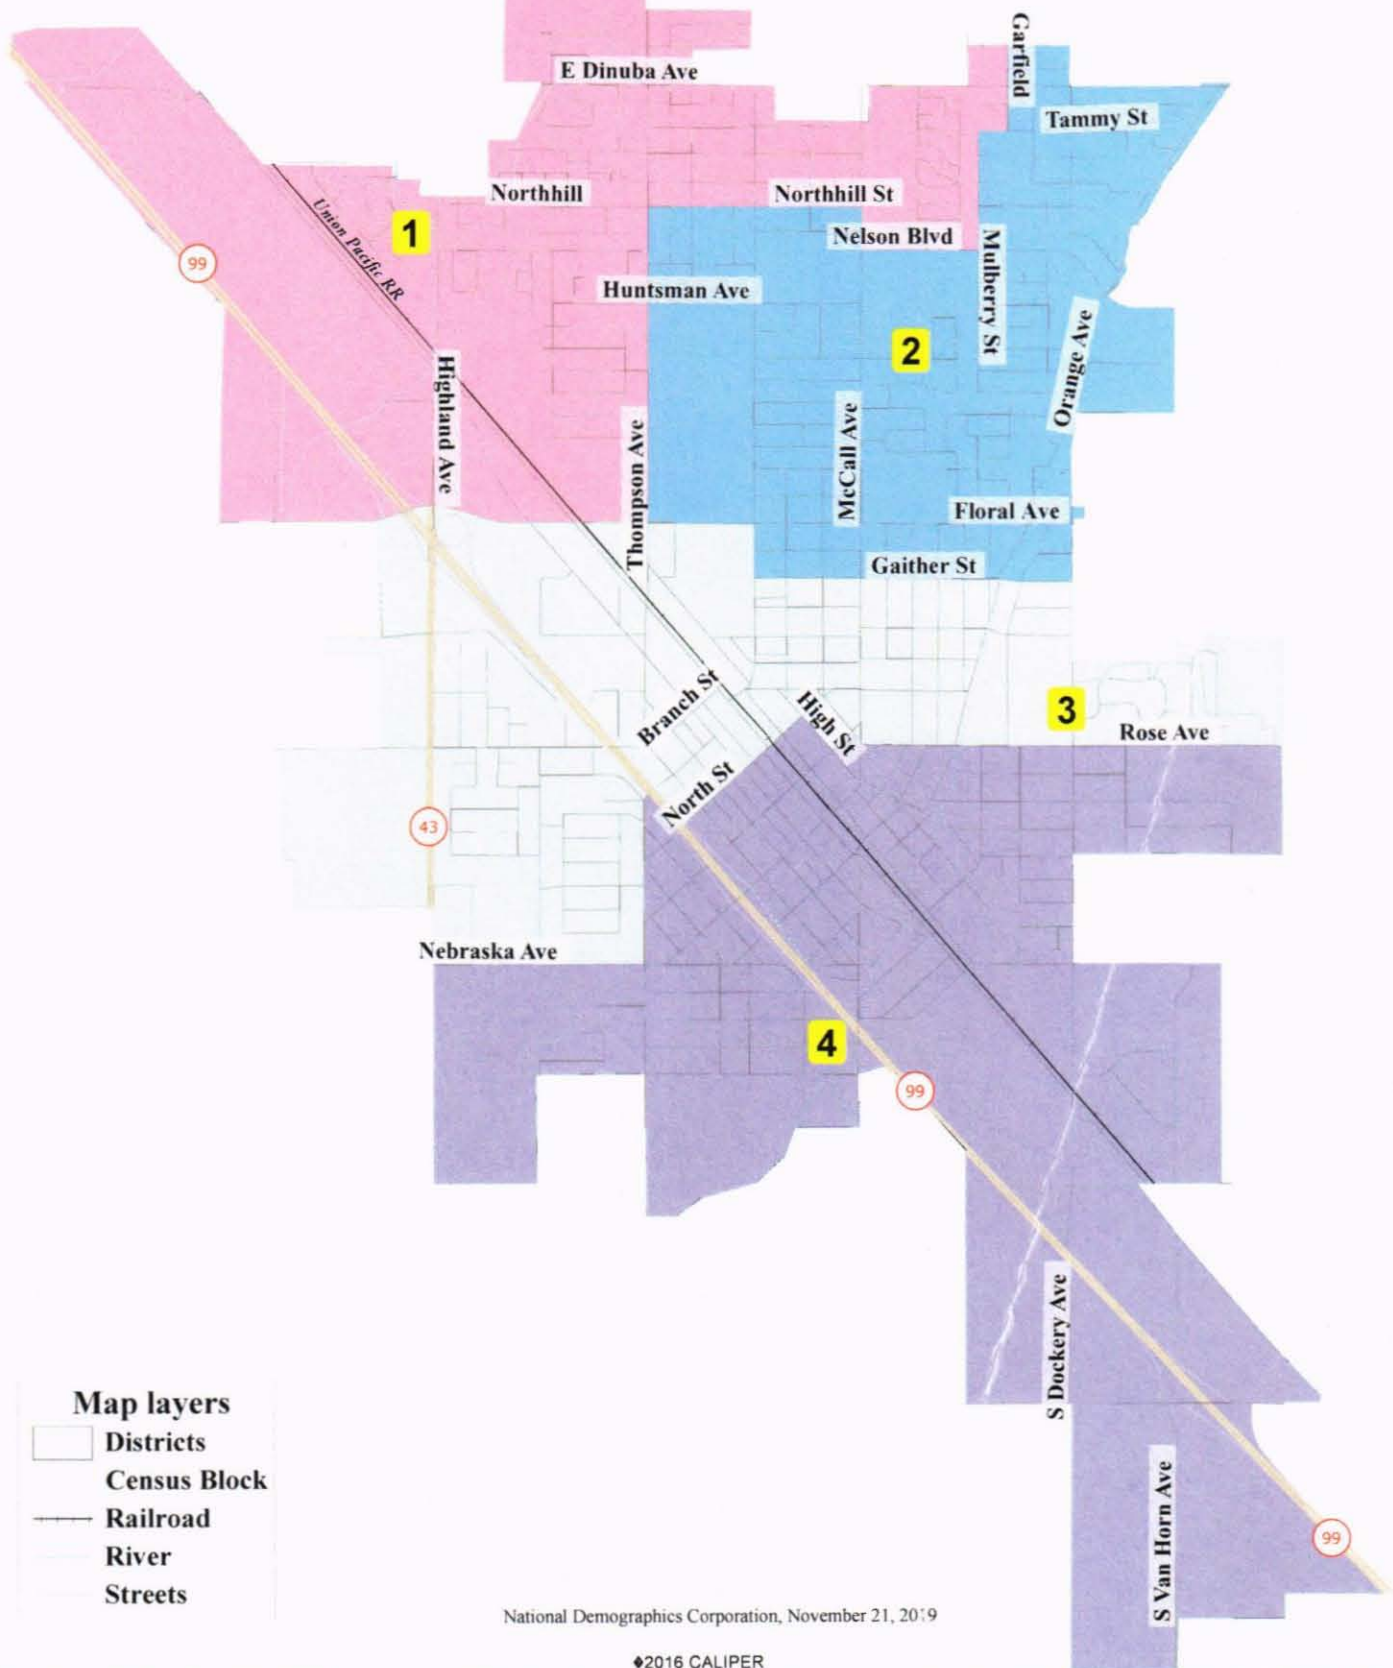 Garfield
E Dinuba Ave
Tammy St
Northhill
Northhill St
Union Pacific RR
1
Nelson Blvd
99
Huntsman Ave
Mulberry St
2
Orange Ave
Highland Ave
McCall Ave
Thompson Ave
Floral Ave
Gaither St
Branch St
High St
3
Rose Ave
North St
43
Nebraska Ave
4
99
S Dockery Ave
Map layers
Districts
Census Block
Railroad
River
Streets
S Van Horn Ave
99
National Demographics Corporation, November 21, 2019
♦2016 CALIPER